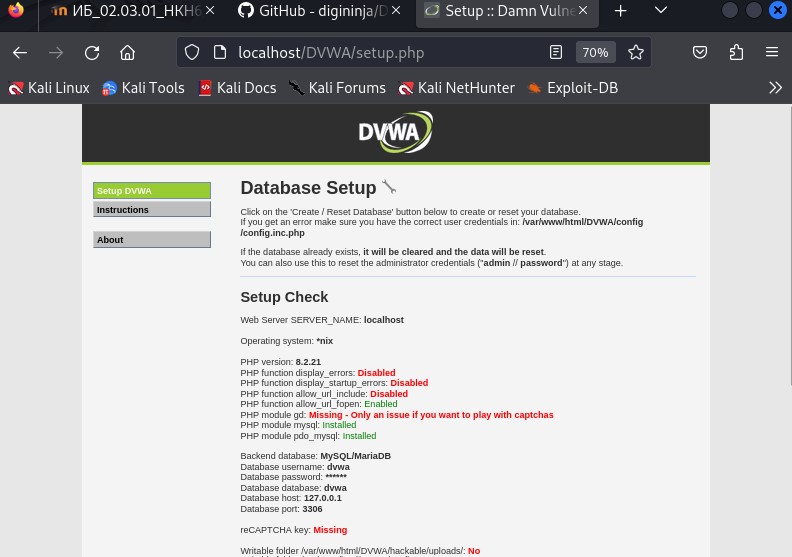 ИБ_02.03.01_НКНб
GitHub - digininja/D
Setup :: Damn Vulne
localhost/DVWA/setup.php
70%
Kali Linux
Kali Tools
Kali Docs
Kali Forums
Kali NetHunter
Exploit-DB
DVWA
Setup DVWA
Instructions
About
Database Setup
Click on the 'Create / Reset Database' button below to create or reset your database.
If you get an error make sure you have the correct user credentials in: /var/www/html/DVWA/config
/config.inc.php
If the database already exists, it will be cleared and the data will be reset.
You can also use this to reset the administrator credentials ("admin // password") at any stage.
Setup Check
Web Server SERVER_NAME: localhost
Operating system: *nix
PHP version: 8.2.21
PHP function display_errors: Disabled
PHP function display_startup_errors: Disabled
PHP function allow_url_include: Disabled
PHP function allow_url_fopen: Enabled
PHP module gd: Missing - Only an issue if you want to play with captchas
PHP module mysql: Installed
PHP module pdo_mysql: Installed
Backend database: MySQL/MariaDB
Database username: dvwa
Database password: ******
Database database: dvwa
Database host: 127.0.0.1
Database port: 3306
reCAPTCHA key: Missing
Writable folder /var/www/html/DVWA/hackable/uploads/: No